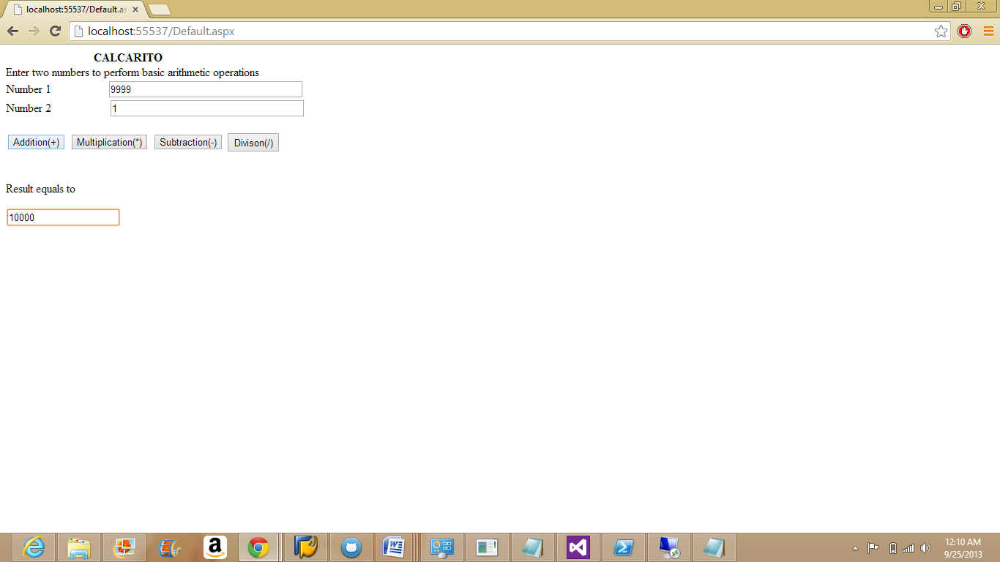 localhost:55537/Default.as
localhost:55537/Default.aspx
CALCARITO
Enter two numbers to perform basic arithmetic operations
Number 1 9999
Number 2 1
Addition(+) Multiplication(*) Subtraction(-) Divison(/)
Result equals to
10000
12:10 AM
9/25/2013